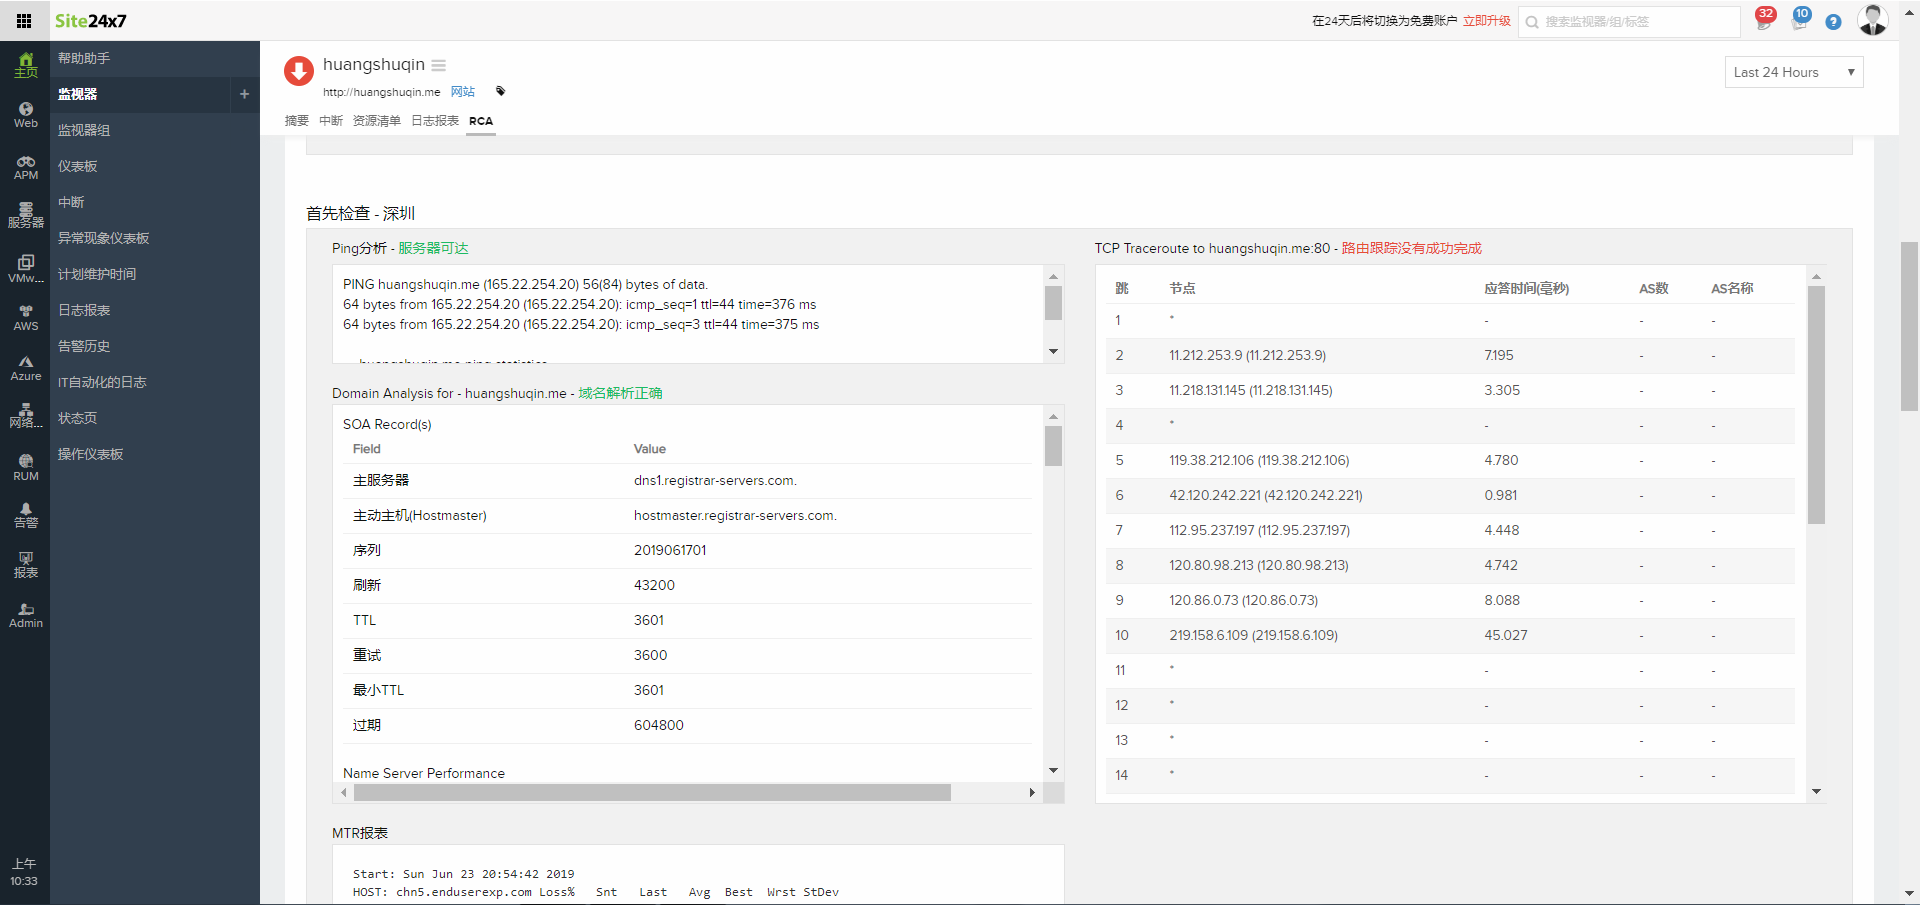 Site24x7
在24天后将切换为免费账户 立即升级
搜索监视器/组/标签
32
10
?
主页
Web
APM
服务器
VMw...
AWS
Azure
网络...
RUM
告警
报表
Admin
上午
10:33
帮助助手
监视器 +
监视器组
仪表板
中断
异常现象仪表板
计划维护时间
日志报表
告警历史
IT自动化的日志
状态页
操作仪表板
huangshuqin
http://huangshuqin.me 网站
Last 24 Hours
摘要 中断 资源清单 日志报表 RCA
首先检查 - 深圳
Ping分析 - 服务器可达
PING huangshuqin.me (165.22.254.20) 56(84) bytes of data.
64 bytes from 165.22.254.20 (165.22.254.20): icmp_seq=1 ttl=44 time=376 ms
64 bytes from 165.22.254.20 (165.22.254.20): icmp_seq=3 ttl=44 time=375 ms
huangshuqin.me ping statistics
Domain Analysis for - huangshuqin.me - 域名解析正确
SOA Record(s)
Field Value
主服务器 dns1.registrar-servers.com.
主动主机(Hostmaster) hostmaster.registrar-servers.com.
序列 2019061701
刷新 43200
TTL 3601
重试 3600
最小TTL 3601
过期 604800
Name Server Performance
MTR报表
Start: Sun Jun 23 20:54:42 2019
HOST: chn5.enduserexp.com Loss% Snt Last Avg Best Wrst StDev
TCP Traceroute to huangshuqin.me:80 - 路由跟踪没有成功完成
跳 节点 应答时间(毫秒) AS数 AS名称
1 * - - -
2 11.212.253.9 (11.212.253.9) 7.195 - -
3 11.218.131.145 (11.218.131.145) 3.305 - -
4 * - - -
5 119.38.212.106 (119.38.212.106) 4.780 - -
6 42.120.242.221 (42.120.242.221) 0.981 - -
7 112.95.237.197 (112.95.237.197) 4.448 - -
8 120.80.98.213 (120.80.98.213) 4.742 - -
9 120.86.0.73 (120.86.0.73) 8.088 - -
10 219.158.6.109 (219.158.6.109) 45.027 - -
11 * - - -
12 * - - -
13 * - - -
14 * - - -